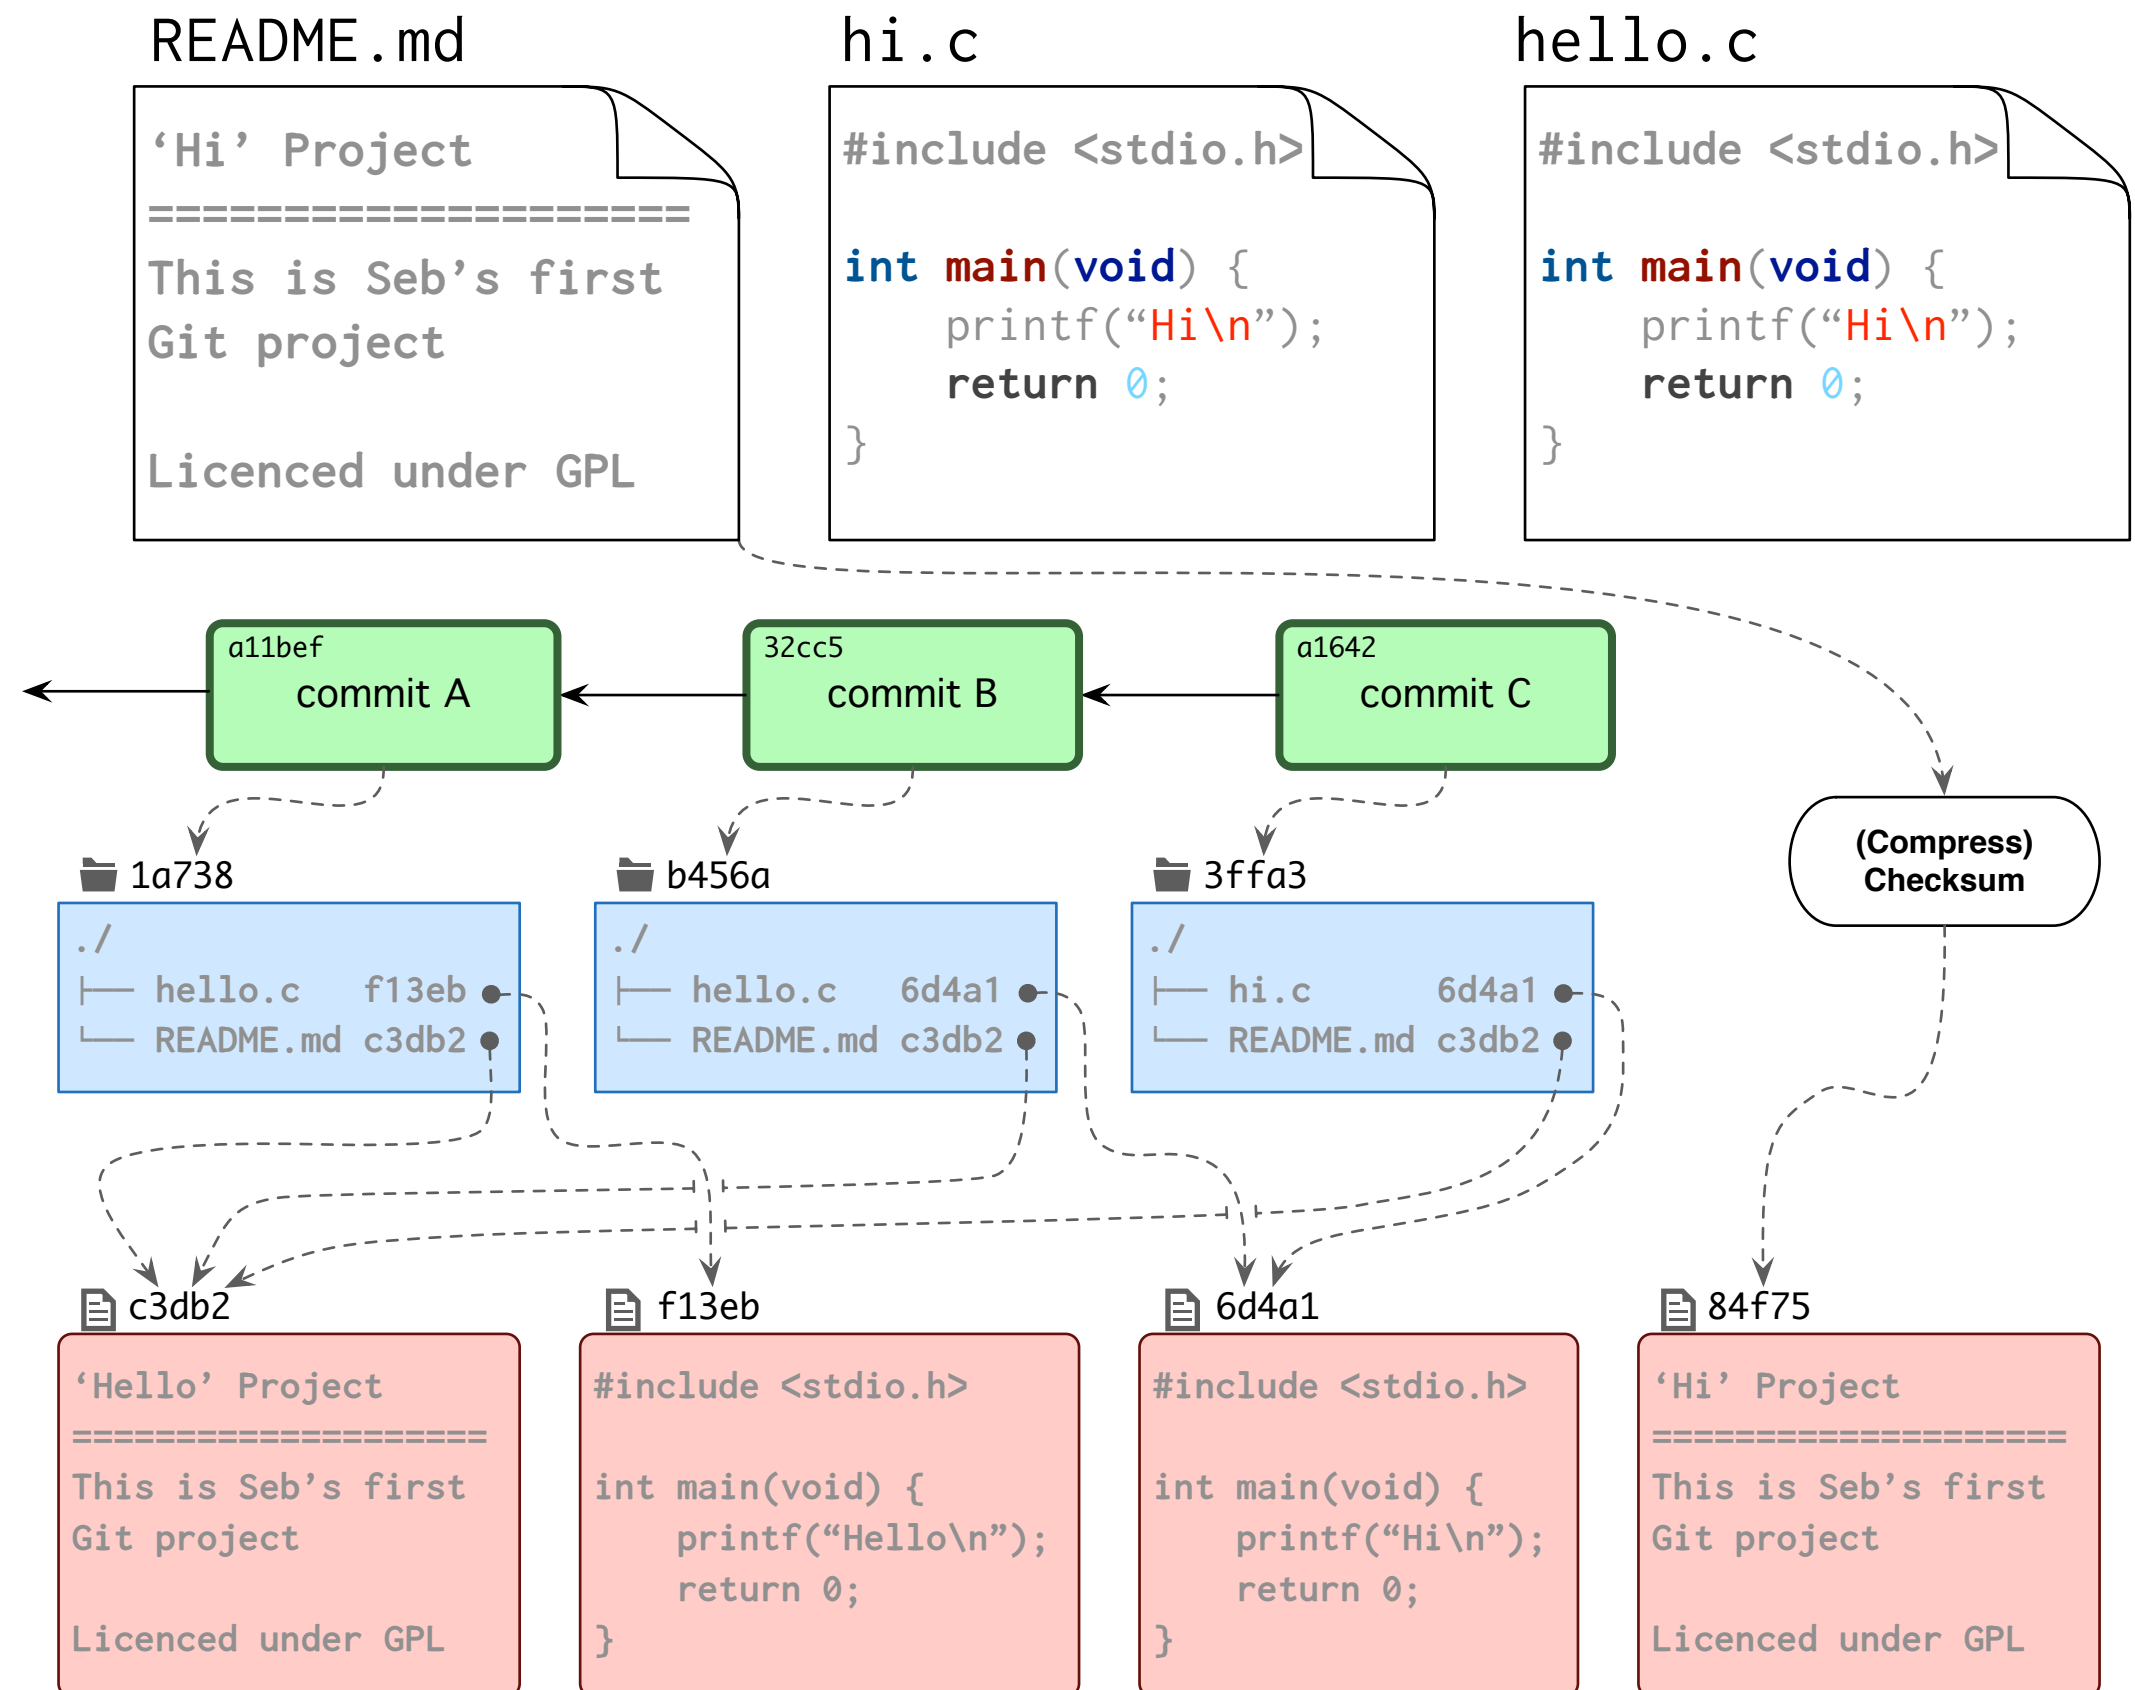 README.md
‘Hi’ Project
====================
This is Seb’s first
Git project
Licenced under GPL
hi.c
#include <stdio.h>
int main(void) {
printf(“Hi\n”);
return 0;
}
hello.c
#include <stdio.h>
int main(void) {
printf(“Hi\n”);
return 0;
}
a11bef
commit A
32cc5
commit B
a1642
commit C
(Compress)
Checksum
1a738
./
├── hello.c f13eb
└── README.md c3db2
b456a
./
├── hello.c 6d4a1
└── README.md c3db2
3ffa3
./
├── hi.c 6d4a1
└── README.md c3db2
c3db2
‘Hello’ Project
====================
This is Seb’s first
Git project
Licenced under GPL
f13eb
#include <stdio.h>
int main(void) {
printf(“Hello\n”);
return 0;
}
6d4a1
#include <stdio.h>
int main(void) {
printf(“Hi\n”);
return 0;
}
84f75
‘Hi’ Project
====================
This is Seb’s first
Git project
Licenced under GPL